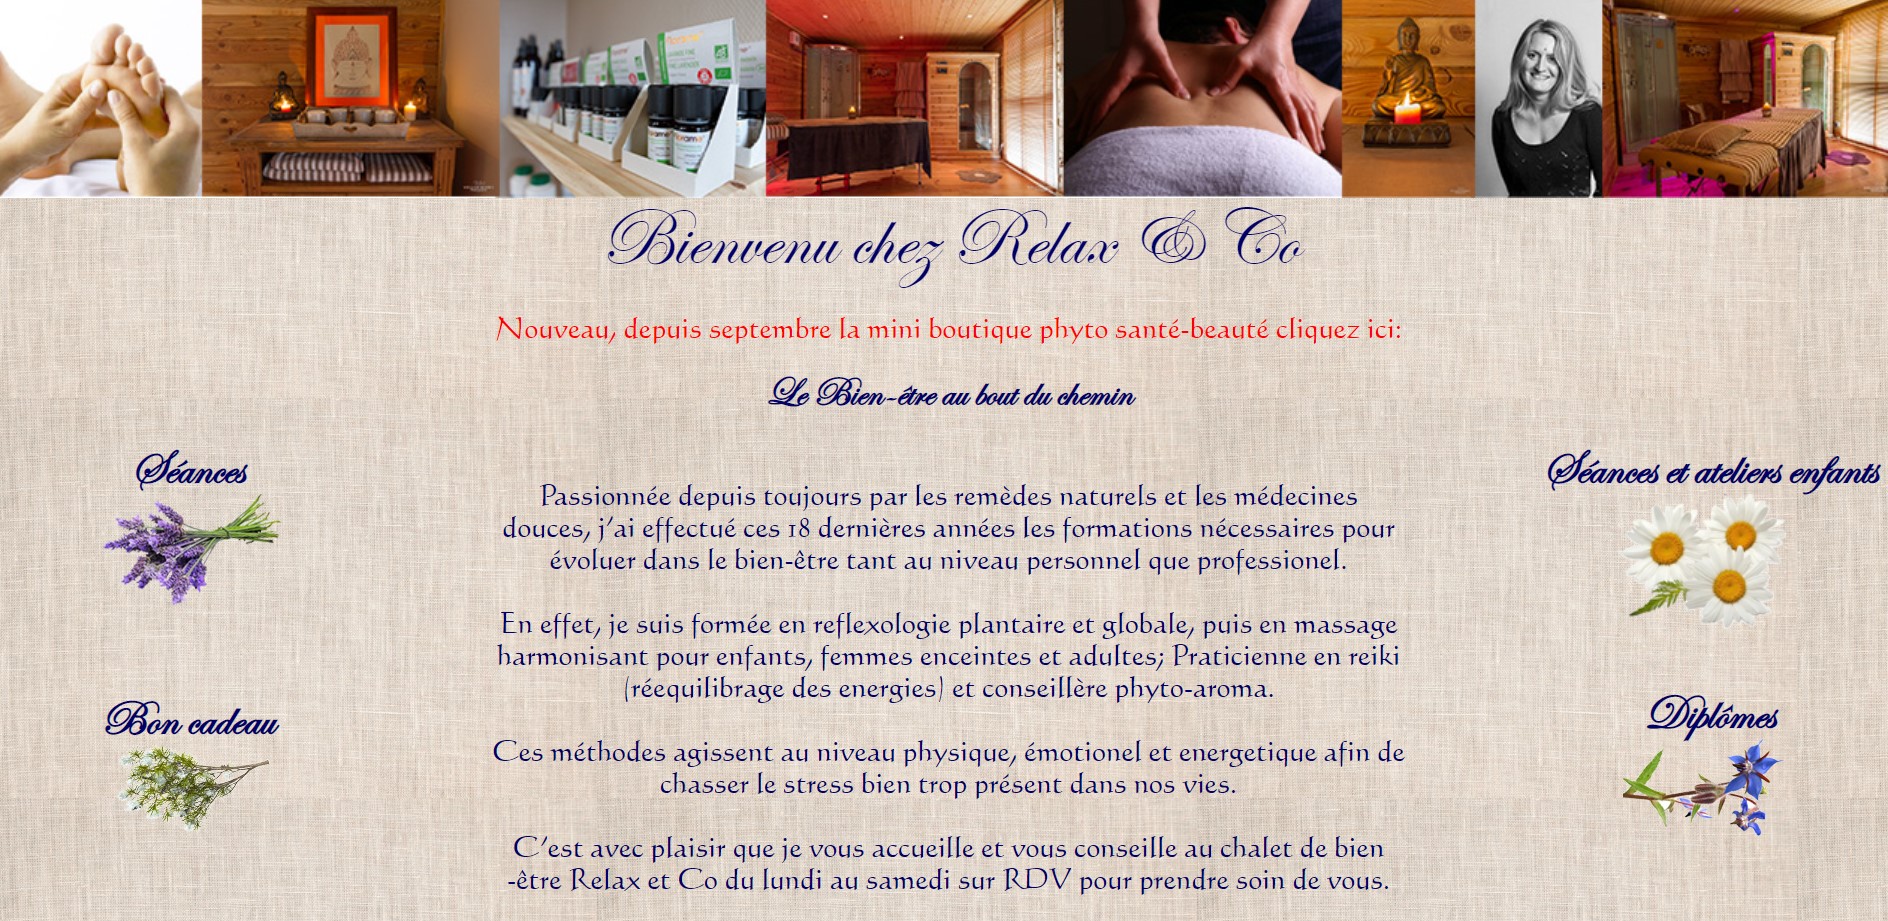 Bienvenu chez Relax & Co
Nouveau, depuis septembre la mini boutique phyto santé-beauté cliquez ici:
Le Bien-être au bout du chemin
Séances
Séances et ateliers enfants
Passionnée depuis toujours par les remèdes naturels et les médecines
douces, j'ai effectué ces 18 dernières années les formations nécessaires pour
évoluer dans le bien-être tant au niveau personnel que professionel.
En effet, je suis formée en reflexologie plantaire et globale, puis en massage
harmonisant pour enfants, femmes enceintes et adultes; Praticienne en reiki
(réequilibrage des energies) et conseillère phyto-aroma.
Bon cadeau
Diplômes
Ces méthodes agissent au niveau physique, émotionel et energetique afin de
chasser le stress bien trop présent dans nos vies.
C'est avec plaisir que je vous accueille et vous conseille au chalet de bien
-être Relax et Co du lundi au samedi sur RDV pour prendre soin de vous.